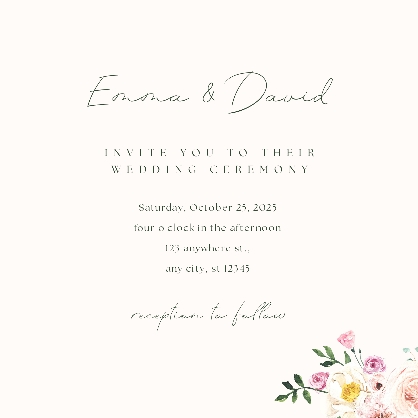 Emma & David
INVITE YOU TO THEIR
WEDDING CEREMONY
Saturday, October 25, 2025
four o'clock in the afternoon
123 anywhere st.,
any city, st 12345
reception to follow